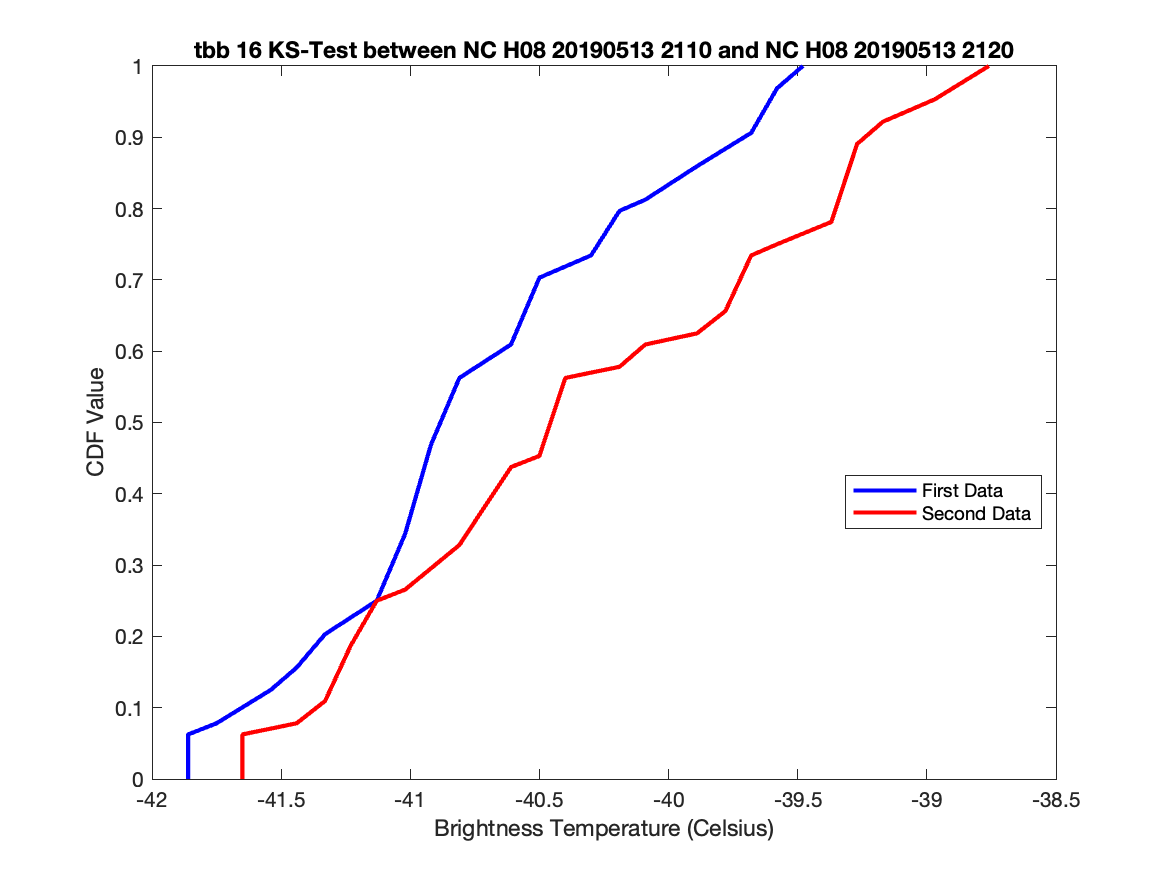 tbb 16 KS-Test between NC H08 20190513 2110 and NC H08 20190513 2120
1
0.9
0.8
0.7
0.6
0.5
0.4
0.3
0.2
0.1
0
CDF Value
First Data
Second Data
-42 -41.5 -41 -40.5 -40 -39.5 -39 -38.5
Brightness Temperature (Celsius)